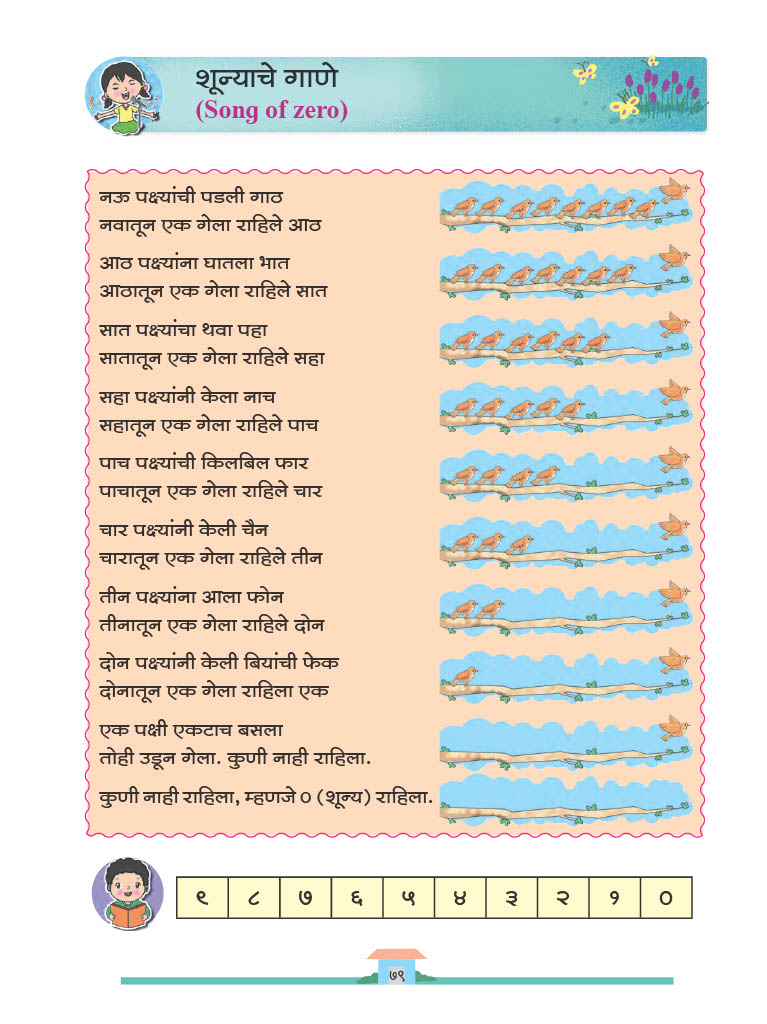 शून्याचे गाणे
(Song of zero)
नऊ पक्ष्यांची पडली गाठ
नवातून एक गेला राहिले आठ
आठ पक्ष्यांना घातला भात
आठातून एक गेला राहिले सात
सात पक्ष्यांचा थवा पहा
सातातून एक गेला राहिले सहा
सहा पक्ष्यांनी केला नाच
सहातून एक गेला राहिले पाच
पाच पक्ष्यांची किलबिल फार
पाचातून एक गेला राहिले चार
चार पक्ष्यांनी केली चैन
चारातून एक गेला राहिले तीन
तीन पक्ष्यांना आला फोन
तीनातून एक गेला राहिले दोन
दोन पक्ष्यांनी केली बियांची फेक
दोनातून एक गेला राहिला एक
एक पक्षी एकटाच बसला
तोही उडून गेला. कुणी नाही राहिला.
कुणी नाही राहिला, म्हणजे ० (शून्य) राहिला.
९ ८ ७ ६ ५ ४ ३ २ १ ०
७९